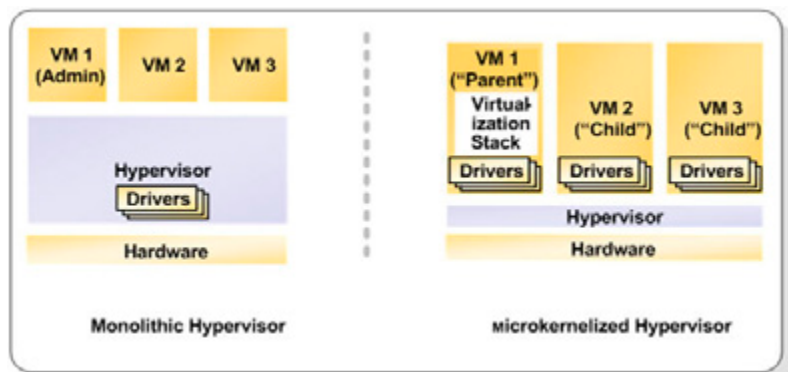 VM 1
(Admin)
VM 2
VM 3
Hypervisor
Drivers
Hardware
Monolithic Hypervisor
VM 1
("Parent")
Virtual-
ization
Stack
Drivers
VM 2
("Child")
Drivers
VM 3
("Child")
Drivers
Hypervisor
Hardware
Microkernelized Hypervisor